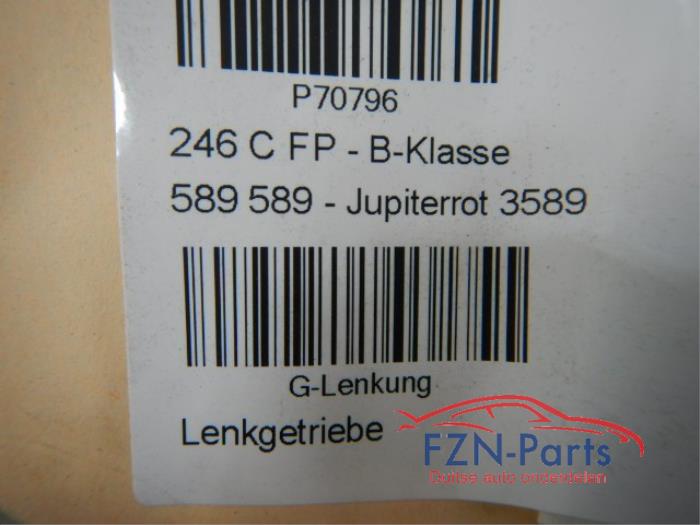 P70796
246 C FP - B-Klasse
589 589 - Jupiterrot 3589
G-Lenkung
Lenkgetriebe
FZN-Parts
Duitse auto onderdelen